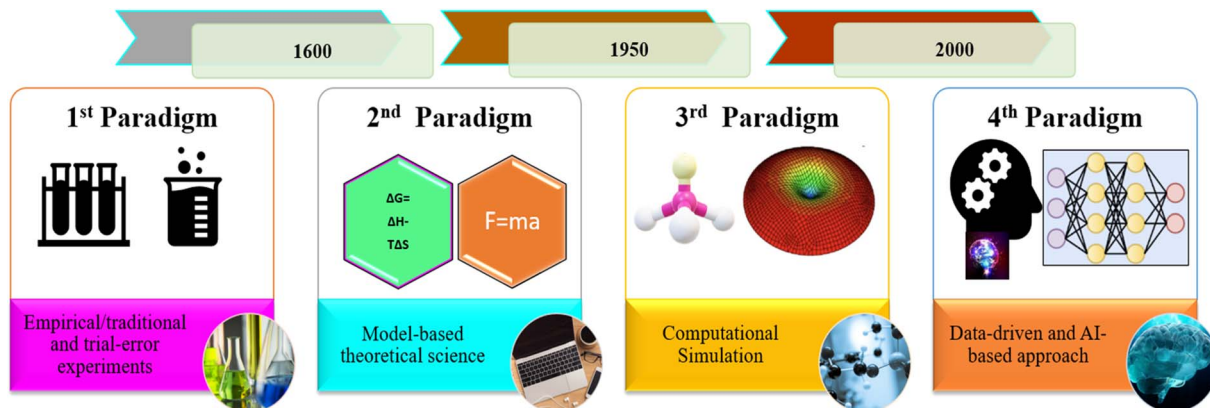 1600
1950
2000
1st Paradigm
2nd Paradigm
3rd Paradigm
4th Paradigm
ΔG=
ΔH-
TΔS
F=ma
Empirical/traditional
and trial-error
experiments
Model-based
theoretical science
Computational
Simulation
Data-driven and AI-
based approach